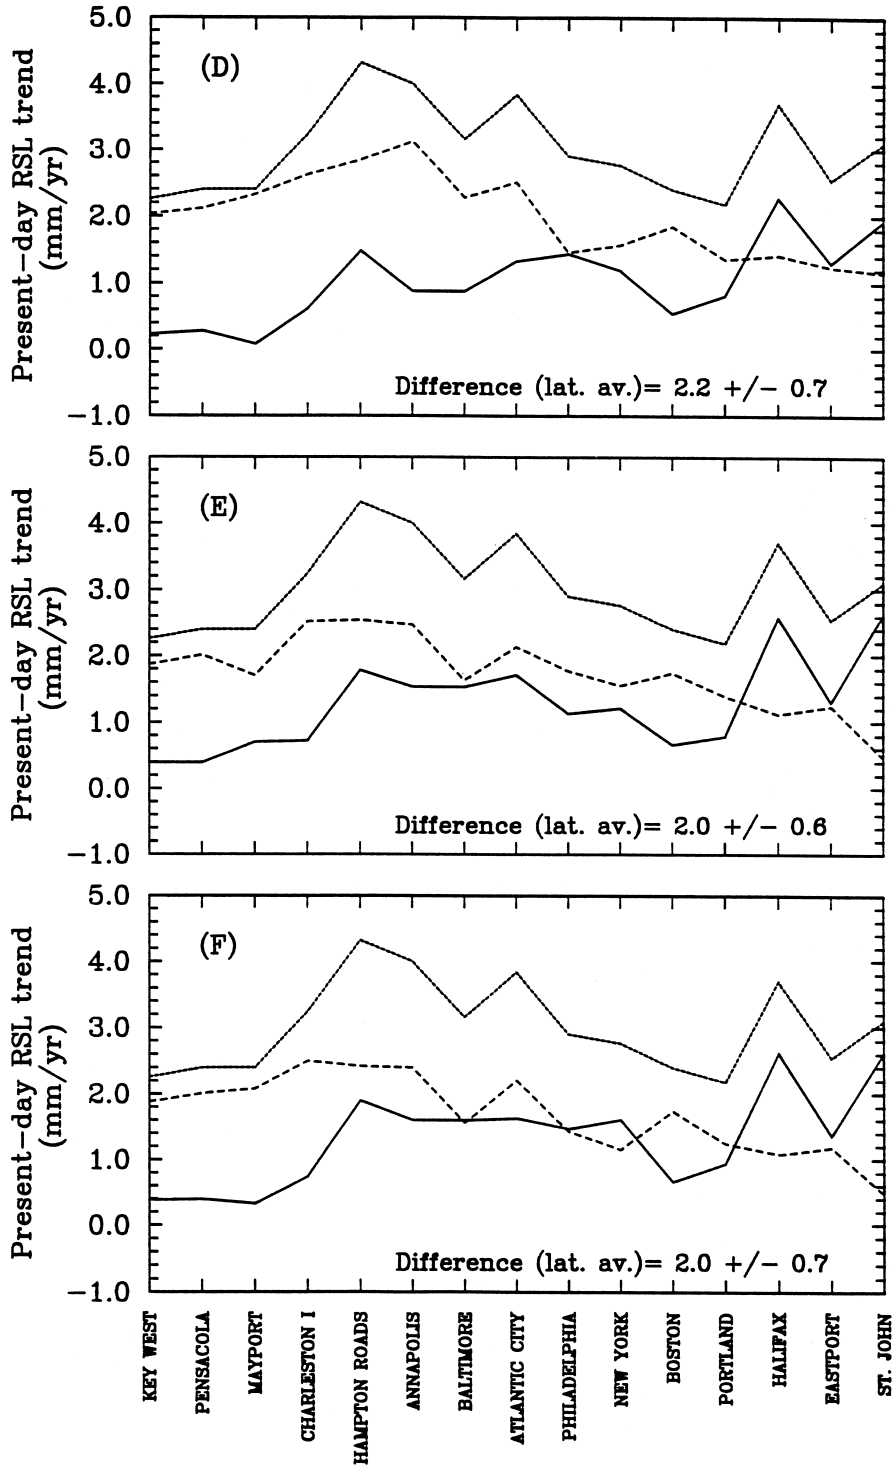 Present-day RSL trend
(mm/yr)
5.0
4.0
3.0
2.0
1.0
0.0
-1.0
(D)
Difference (lat. av.)= 2.2 +/- 0.7
Present-day RSL trend
(mm/yr)
5.0
4.0
3.0
2.0
1.0
0.0
-1.0
(E)
Difference (lat. av.)= 2.0 +/- 0.6
Present-day RSL trend
(mm/yr)
5.0
4.0
3.0
2.0
1.0
0.0
-1.0
(F)
Difference (lat. av.)= 2.0 +/- 0.7
KEY WEST
PENSACOLA
MAYPORT
CHARLESTON I
HAMPTON ROADS
ANNAPOLIS
BALTIMORE
ATLANTIC CITY
PHILADELPHIA
NEW YORK
BOSTON
PORTLAND
HALIFAX
EASTPORT
ST. JOHN